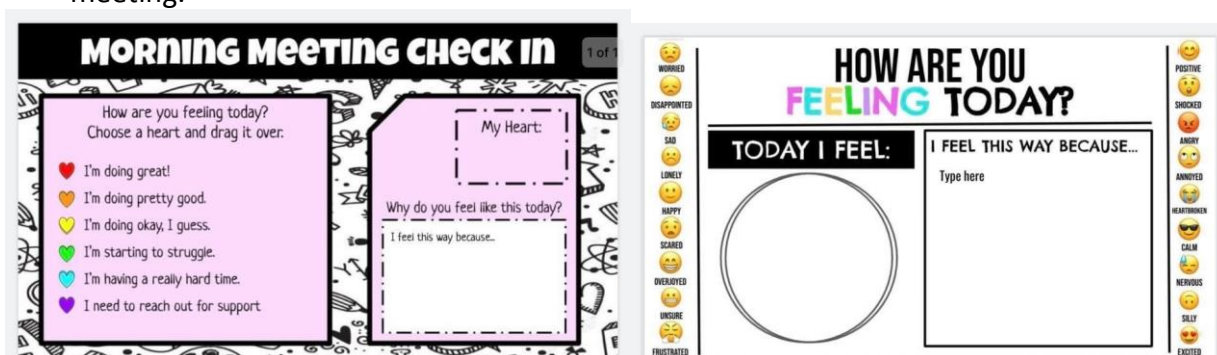 meeting.
MORNING MEETING CHECK IN
1 of 1
How are you feeling today?
Choose a heart and drag it over.
I'm doing great!
I'm doing pretty good.
I'm doing okay, I guess.
I'm starting to struggle.
I'm having a really hard time.
I need to reach out for support
My Heart:
Why do you feel like this today?
I feel this way because...
WORRIED
DISAPPOINTED
SAD
LONELY
HAPPY
SCARED
OVERJOYED
UNSURE
FRUSTRATED
HOW ARE YOU
FEELING TODAY?
TODAY I FEEL:
I FEEL THIS WAY BECAUSE...
Type here
POSITIVE
SHOCKED
ANGRY
ANNOYED
HEARTBROKEN
CALM
NERVOUS
SILLY
EXCITED